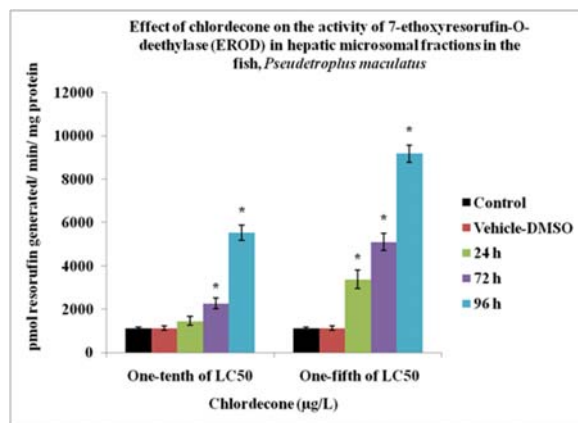 Effect of chlordecone on the activity of 7-ethoxyresorufin-O-
deethylase (EROD) in hepatic microsomal fractions in the
fish, Pseudetroplus maculatus
pmol resorufin generated/ min/ mg protein
12000
10000
8000
6000
4000
2000
0
*
*
*
*
*
Control
Vehicle-DMSO
24 h
72 h
96 h
One-tenth of LC50
One-fifth of LC50
Chlordecone (µg/L)